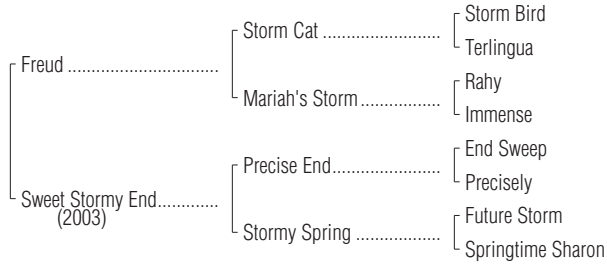 Storm Bird
Storm Cat ..........................
Terlingua
Freud ................................
Rahy
Mariah's Storm.................
Immense
End Sweep
Precise End.......................
Precisely
Sweet Stormy End.............
(2003)
Future Storm
Stormy Spring ...................
Springtime Sharon